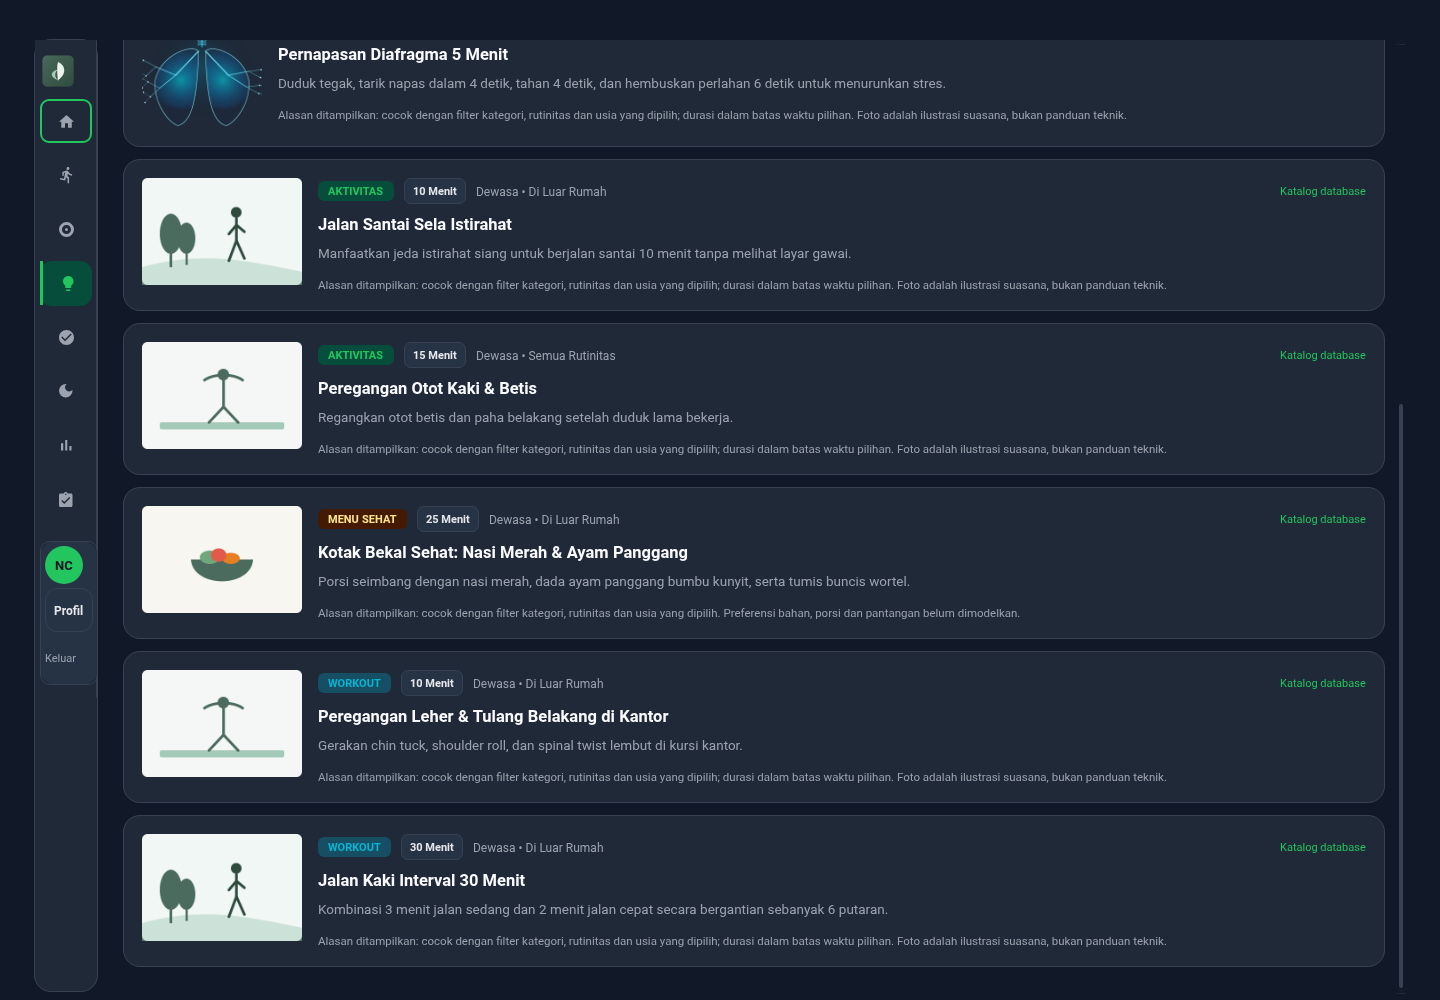 Pernapasan Diafragma 5 Menit
Duduk tegak, tarik napas dalam 4 detik, tahan 4 detik, dan hembuskan perlahan 6 detik untuk menurunkan stres.
Alasan ditampilkan: cocok dengan filter kategori, rutinitas dan usia yang dipilih; durasi dalam batas waktu pilihan. Foto adalah ilustrasi suasana, bukan panduan teknik.
AKTIVITAS 10 Menit Dewasa • Di Luar Rumah Katalog database
Jalan Santai Sela Istirahat
Manfaatkan jeda istirahat siang untuk berjalan santai 10 menit tanpa melihat layar gawai.
Alasan ditampilkan: cocok dengan filter kategori, rutinitas dan usia yang dipilih; durasi dalam batas waktu pilihan. Foto adalah ilustrasi suasana, bukan panduan teknik.
AKTIVITAS 15 Menit Dewasa • Semua Rutinitas Katalog database
Peregangan Otot Kaki & Betis
Regangkan otot betis dan paha belakang setelah duduk lama bekerja.
Alasan ditampilkan: cocok dengan filter kategori, rutinitas dan usia yang dipilih; durasi dalam batas waktu pilihan. Foto adalah ilustrasi suasana, bukan panduan teknik.
MENU SEHAT 25 Menit Dewasa • Di Luar Rumah Katalog database
Kotak Bekal Sehat: Nasi Merah & Ayam Panggang
Porsi seimbang dengan nasi merah, dada ayam panggang bumbu kunyit, serta tumis buncis wortel.
Alasan ditampilkan: cocok dengan filter kategori, rutinitas dan usia yang dipilih. Preferensi bahan, porsi dan pantangan belum dimodelkan.
WORKOUT 10 Menit Dewasa • Di Luar Rumah Katalog database
Peregangan Leher & Tulang Belakang di Kantor
Gerakan chin tuck, shoulder roll, dan spinal twist lembut di kursi kantor.
Alasan ditampilkan: cocok dengan filter kategori, rutinitas dan usia yang dipilih; durasi dalam batas waktu pilihan. Foto adalah ilustrasi suasana, bukan panduan teknik.
WORKOUT 30 Menit Dewasa • Di Luar Rumah Katalog database
Jalan Kaki Interval 30 Menit
Kombinasi 3 menit jalan sedang dan 2 menit jalan cepat secara bergantian sebanyak 6 putaran.
Alasan ditampilkan: cocok dengan filter kategori, rutinitas dan usia yang dipilih; durasi dalam batas waktu pilihan. Foto adalah ilustrasi suasana, bukan panduan teknik.
NC
Profil
Keluar